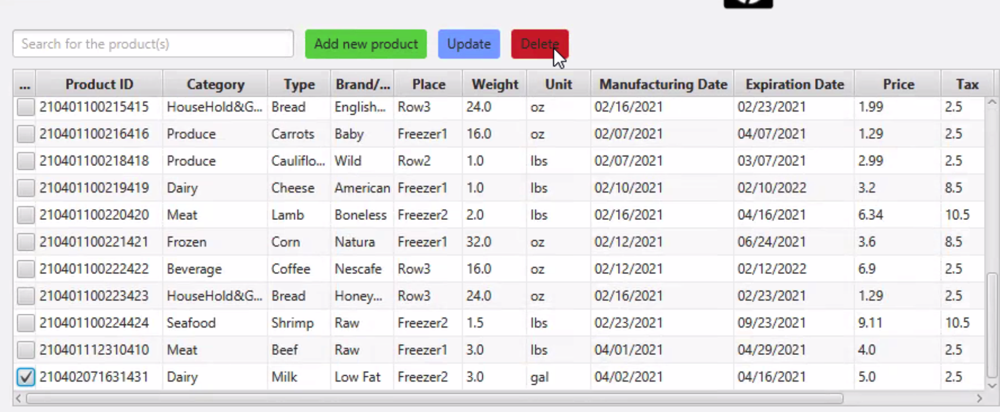 Search for the product(s) Add new product Update Delete
... Product ID Category Type Brand/... Place Weight Unit Manufacturing Date Expiration Date Price Tax
210401100215415 HouseHold&G... Bread English... Row3 24.0 oz 02/16/2021 02/23/2021 1.99 2.5
210401100216416 Produce Carrots Baby Freezer1 16.0 oz 02/07/2021 04/07/2021 1.29 2.5
210401100218418 Produce Cauliflo... Wild Row2 1.0 lbs 02/07/2021 03/07/2021 2.99 2.5
210401100219419 Dairy Cheese American Freezer1 1.0 lbs 02/10/2021 02/10/2022 3.2 8.5
210401100220420 Meat Lamb Boneless Freezer2 2.0 lbs 02/16/2021 04/16/2021 6.34 10.5
210401100221421 Frozen Corn Natura Freezer1 32.0 oz 02/12/2021 06/24/2021 3.6 8.5
210401100222422 Beverage Coffee Nescafe Row3 16.0 oz 02/12/2021 02/12/2022 6.9 2.5
210401100223423 HouseHold&G... Bread Honey... Row3 24.0 oz 02/16/2021 02/23/2021 1.29 2.5
210401100224424 Seafood Shrimp Raw Freezer2 1.5 lbs 02/23/2021 09/23/2021 9.11 10.5
210401112310410 Meat Beef Raw Freezer1 3.0 lbs 04/01/2021 04/29/2021 4.0 2.5
210402071631431 Dairy Milk Low Fat Freezer2 3.0 gal 04/02/2021 04/16/2021 5.0 2.5